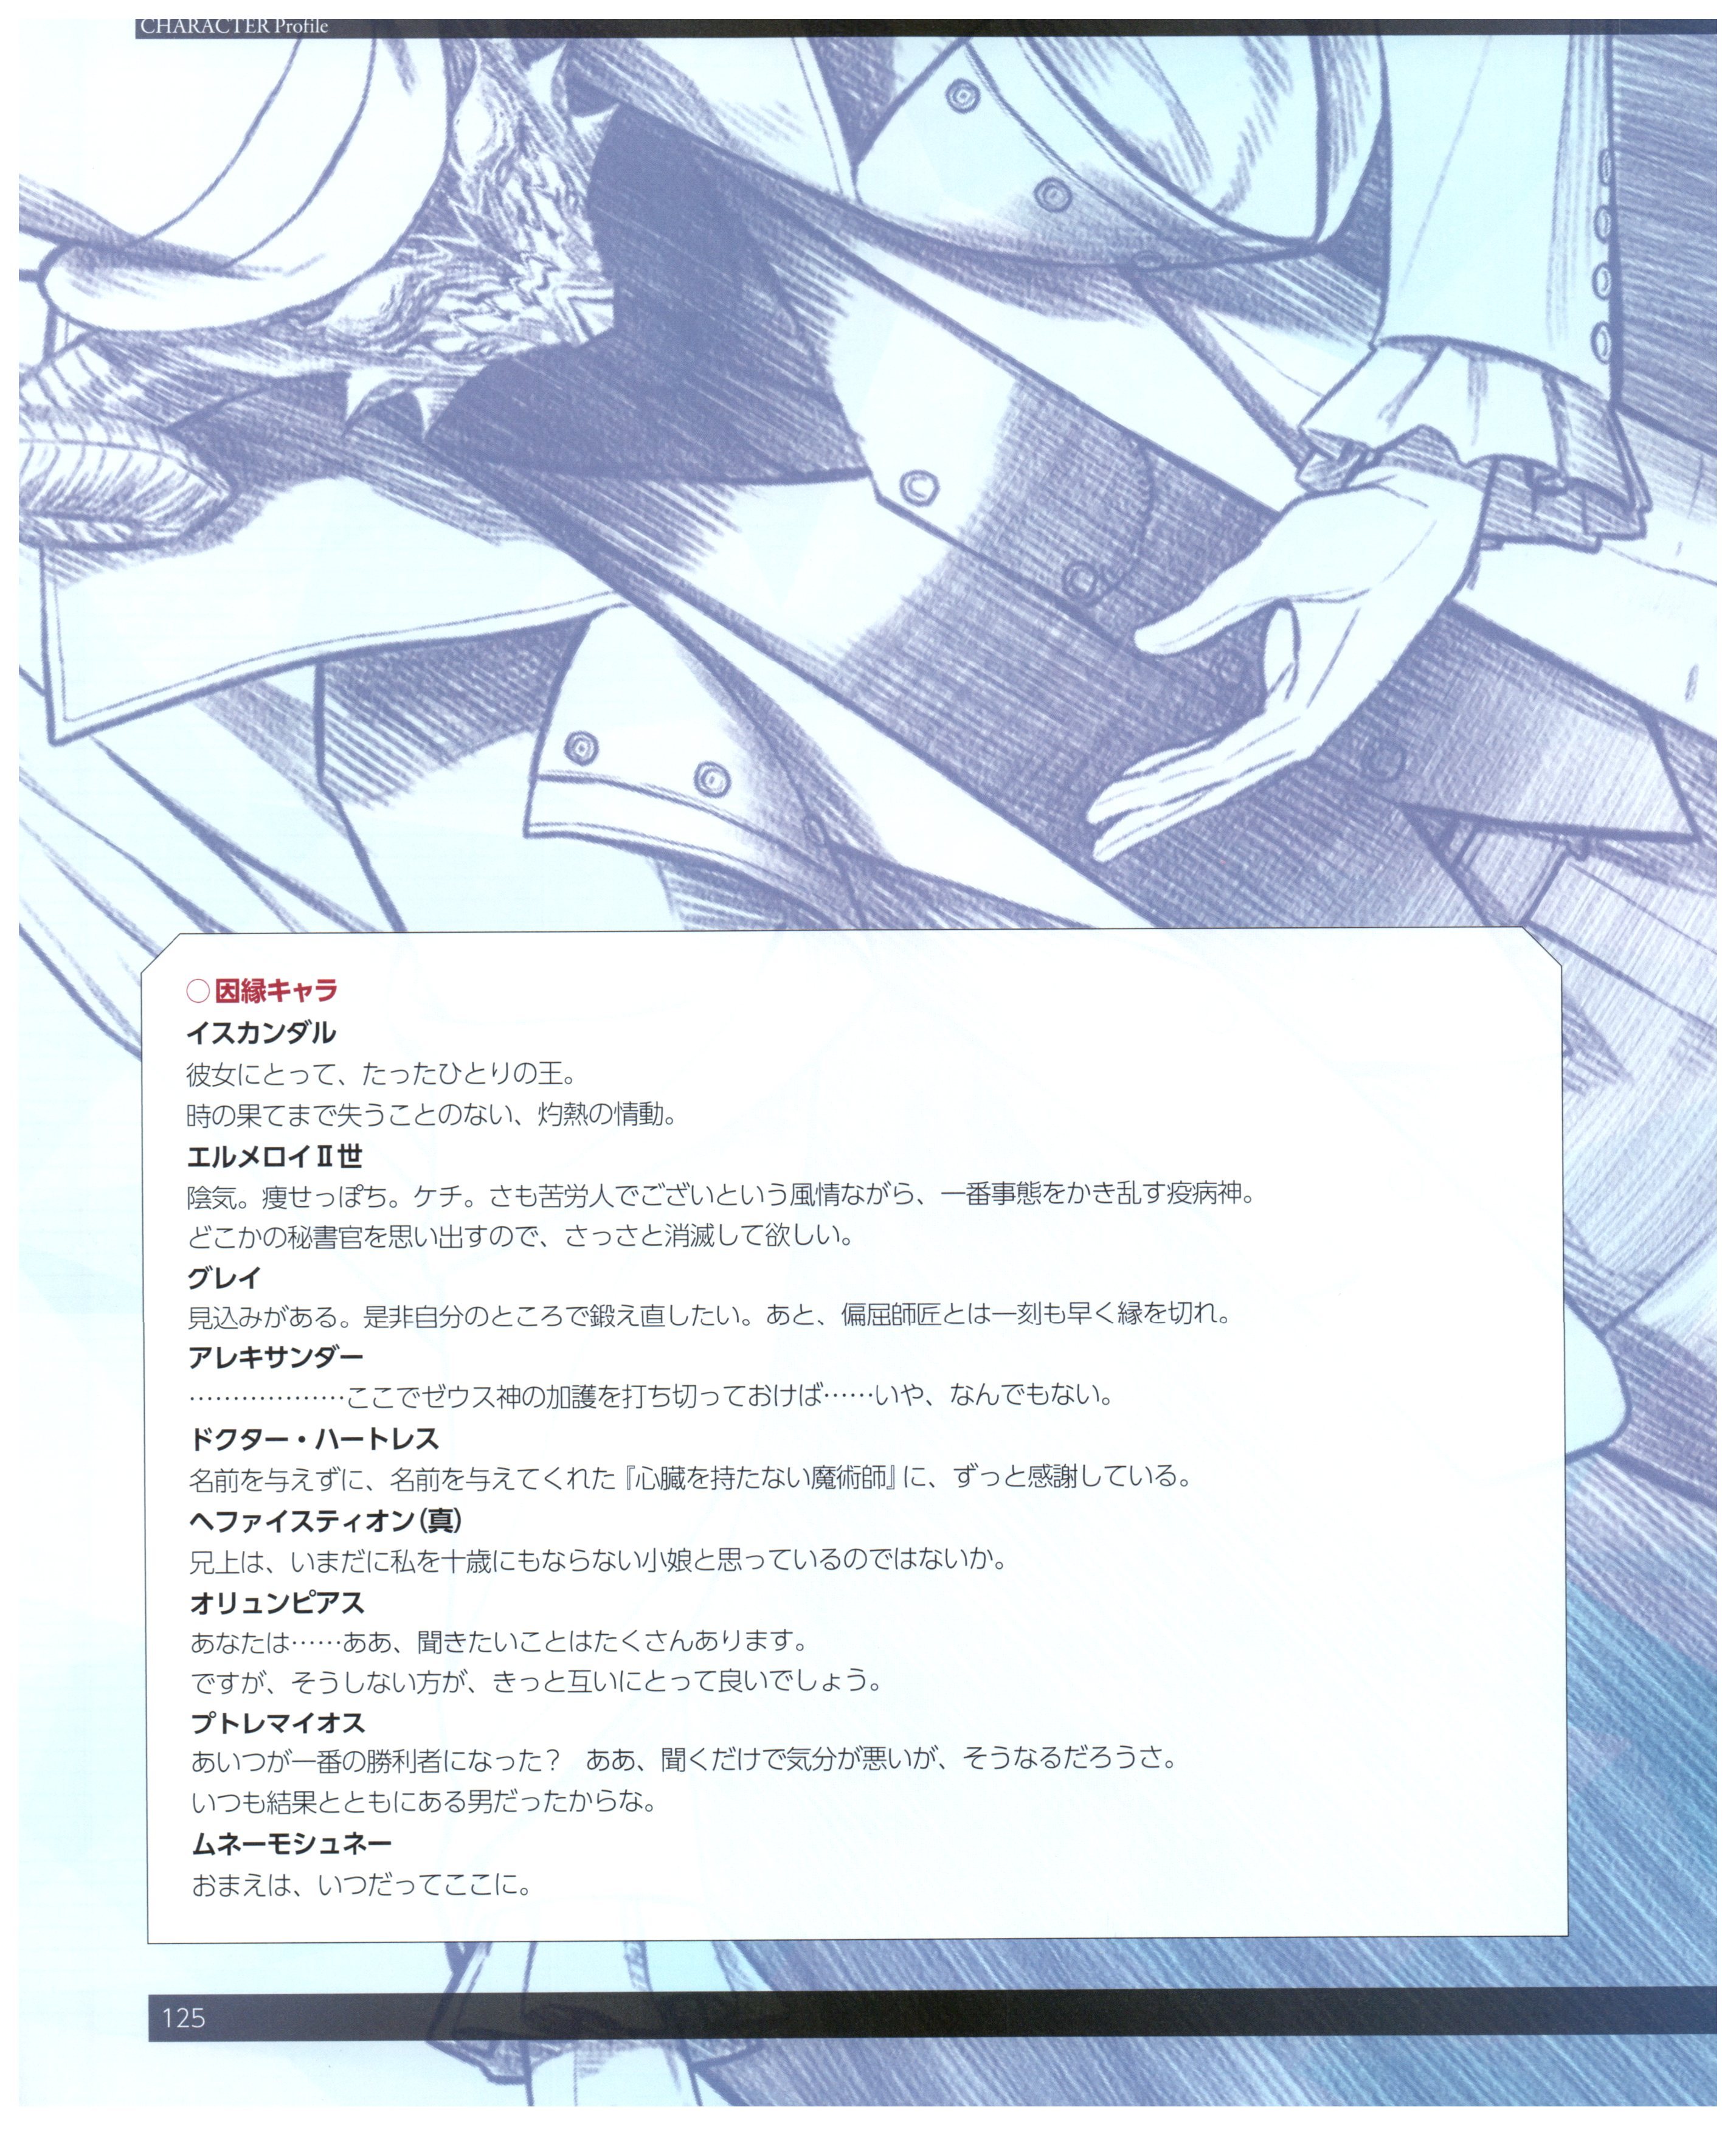 CHARACTER Profile
○因縁キャラ
イスカンダル
彼女にとって、たったひとりの王。
時の果てまで失うことのない、灼熱の情動。
エルメロイⅡ世
陰気。痩せっぽち。ケチ。さも苦労人でございという風情ながら、一番事態をかき乱す疫病神。
どこかの秘書官を思い出すので、さっさと消滅して欲しい。
グレイ
見込みがある。是非自分のところで鍛え直したい。あと、偏屈師匠とは一刻も早く縁を切れ。
アレキサンダー
………………ここでゼウス神の加護を打ち切っておけば……いや、なんでもない。
ドクター・ハートレス
名前を与えずに、名前を与えてくれた『心臓を持たない魔術師』に、ずっと感謝している。
ヘファイスティオン(真)
兄上は、いまだに私を十歳にもならない小娘と思っているのではないか。
オリュンピアス
あなたは……ああ、聞きたいことはたくさんあります。
ですが、そうしない方が、きっと互いにとって良いでしょう。
プトレマイオス
あいつが一番の勝利者になった？　ああ、聞くだけで気分が悪いが、そうなるだろうさ。
いつも結果とともにある男だったからな。
ムネーモシュネー
おまえは、いつだってここに。
125